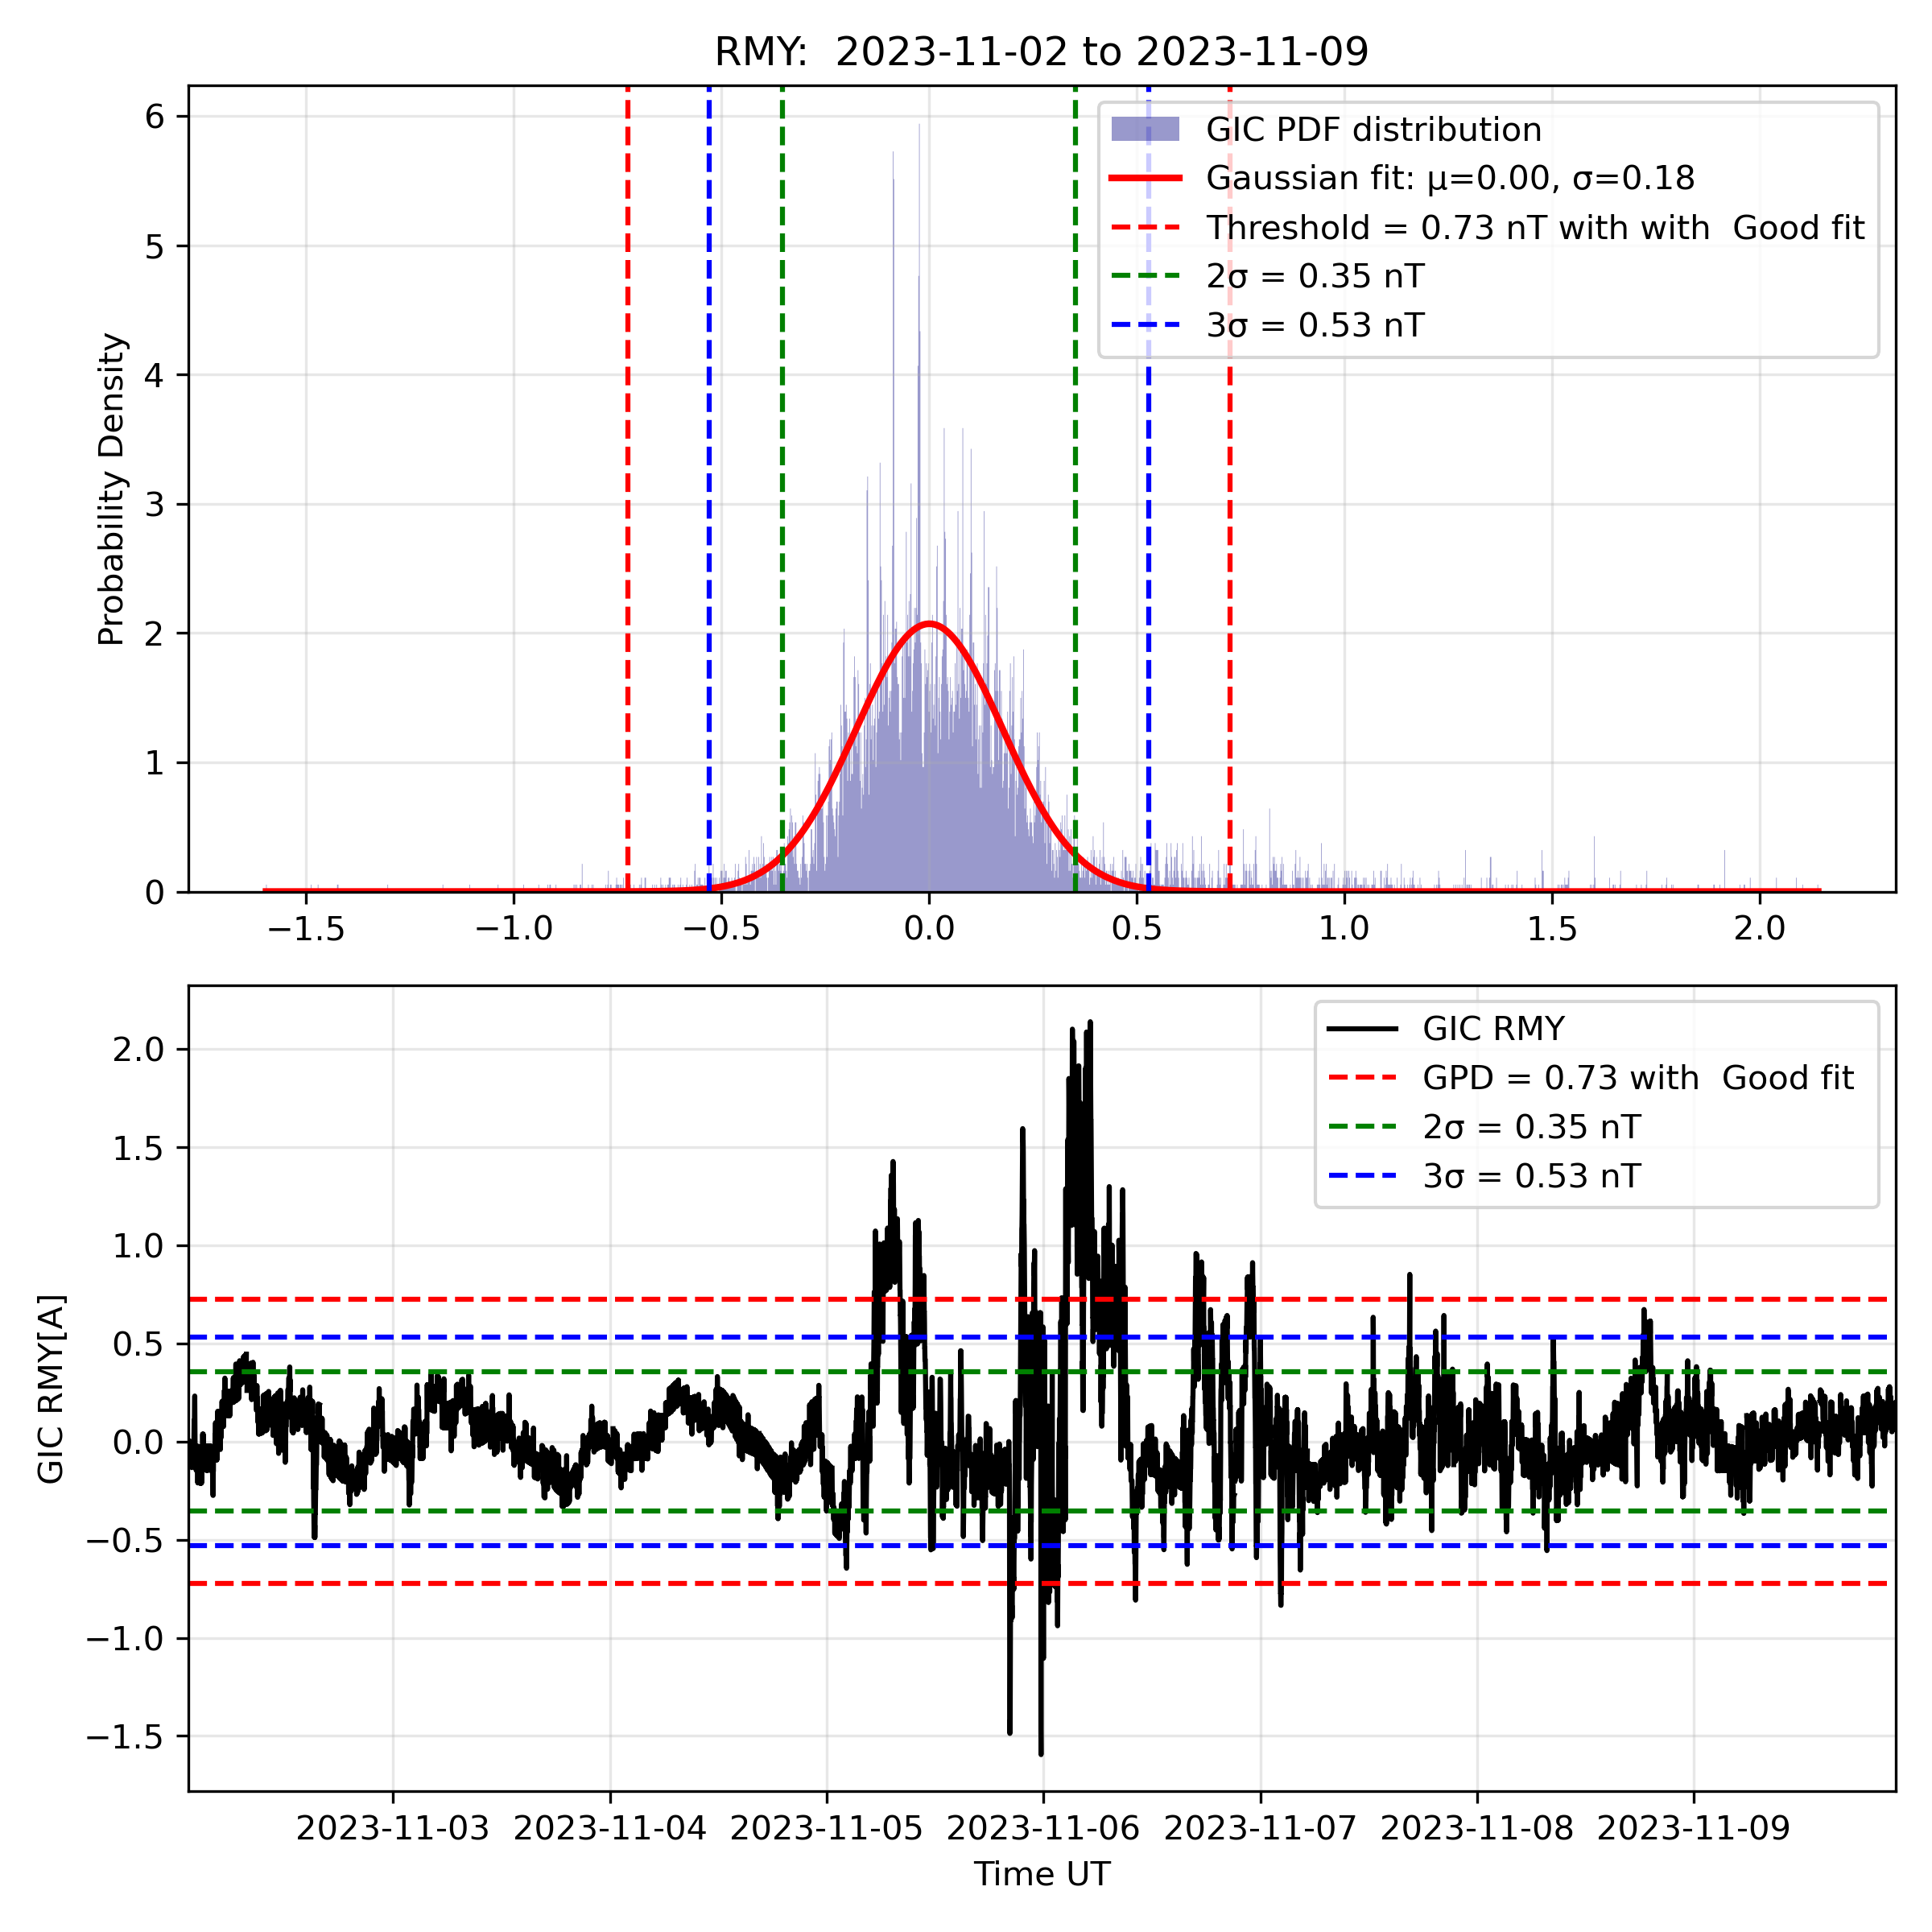 RMY:  2023-11-02 to 2023-11-09
Probability Density
6
5
4
3
2
1
0
GIC PDF distribution
Gaussian fit: μ=0.00, σ=0.18
Threshold = 0.73 nT with with  Good fit
2σ = 0.35 nT
3σ = 0.53 nT
−1.5 −1.0 −0.5 0.0 0.5 1.0 1.5 2.0
GIC RMY[A]
2.0
1.5
1.0
0.5
0.0
−0.5
−1.0
−1.5
GIC RMY
GPD = 0.73 with  Good fit
2σ = 0.35 nT
3σ = 0.53 nT
2023-11-03 2023-11-04 2023-11-05 2023-11-06 2023-11-07 2023-11-08 2023-11-09
Time UT